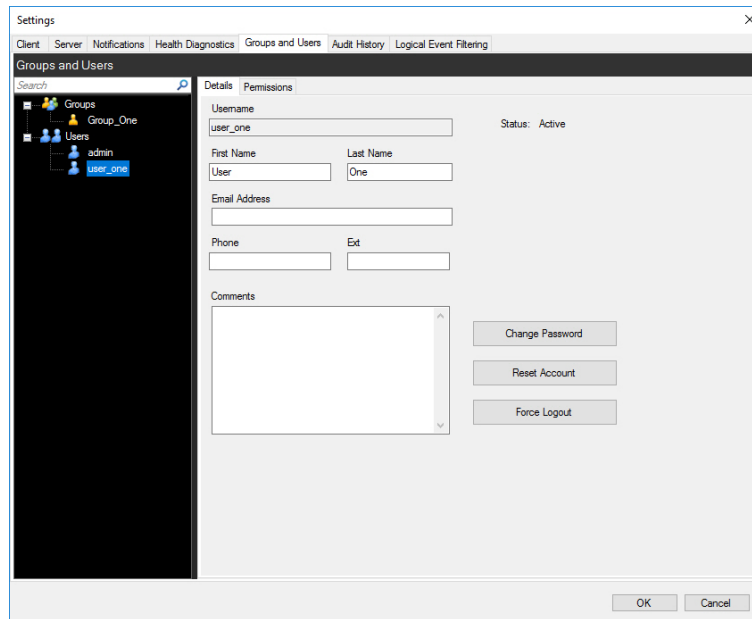 Settings
Client Server Notifications Health Diagnostics Groups and Users Audit History Logical Event Filtering
Groups and Users
Search
Groups
Group_One
Users
admin
user_one
Details Permissions
Username
user_one
Status: Active
First Name Last Name
User One
Email Address
Phone Ext
Comments
Change Password
Reset Account
Force Logout
OK Cancel